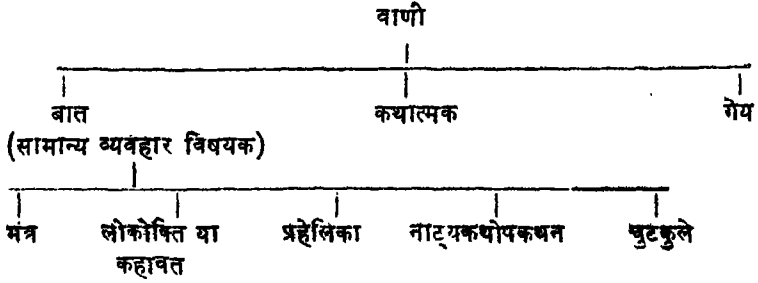 वाणी
बात कथात्मक गेय
(सामान्य व्यवहार विषयक)
मंत्र लोकोक्ति या प्रहेलिका नाट्यकथोपकथन चुटकुले
कहावत